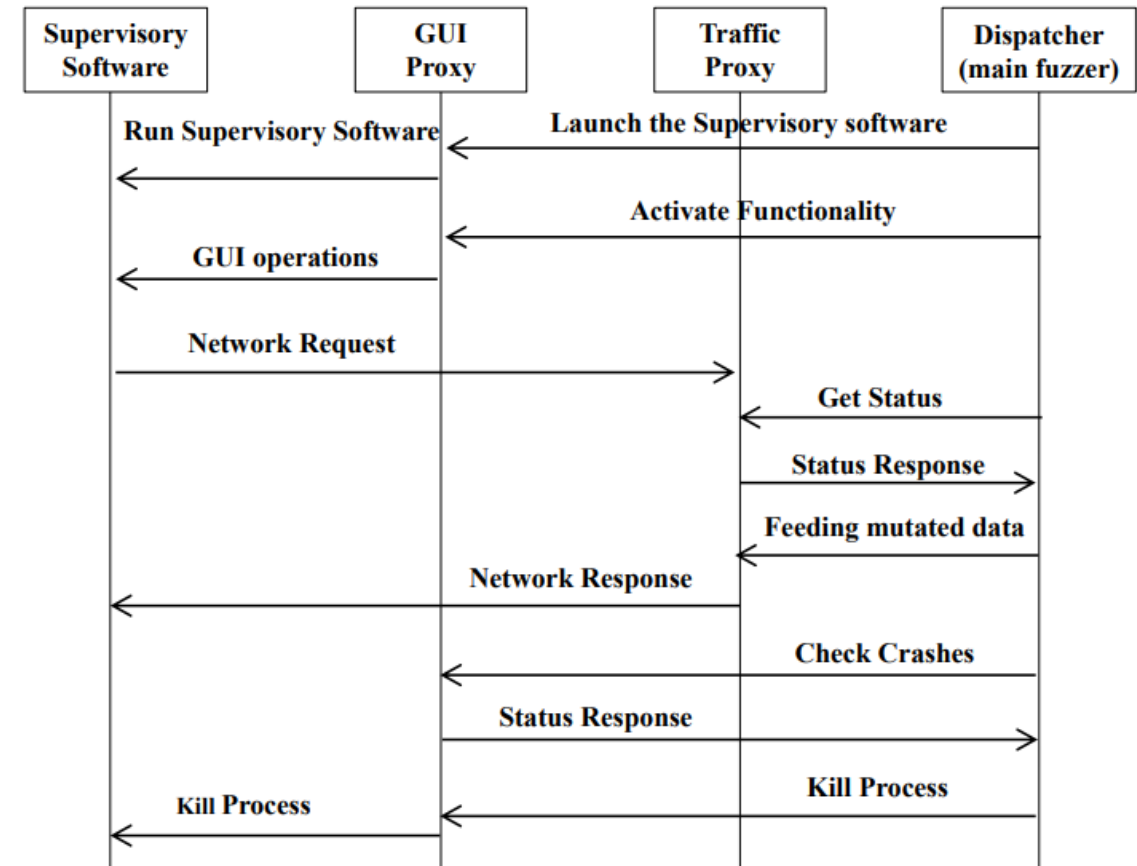 Supervisory
Software
GUI
Proxy
Traffic
Proxy
Dispatcher
(main fuzzer)
Launch the Supervisory software
Run Supervisory Software
Activate Functionality
GUI operations
Network Request
Get Status
Status Response
Feeding mutated data
Network Response
Check Crashes
Status Response
Kill Process
Kill Process